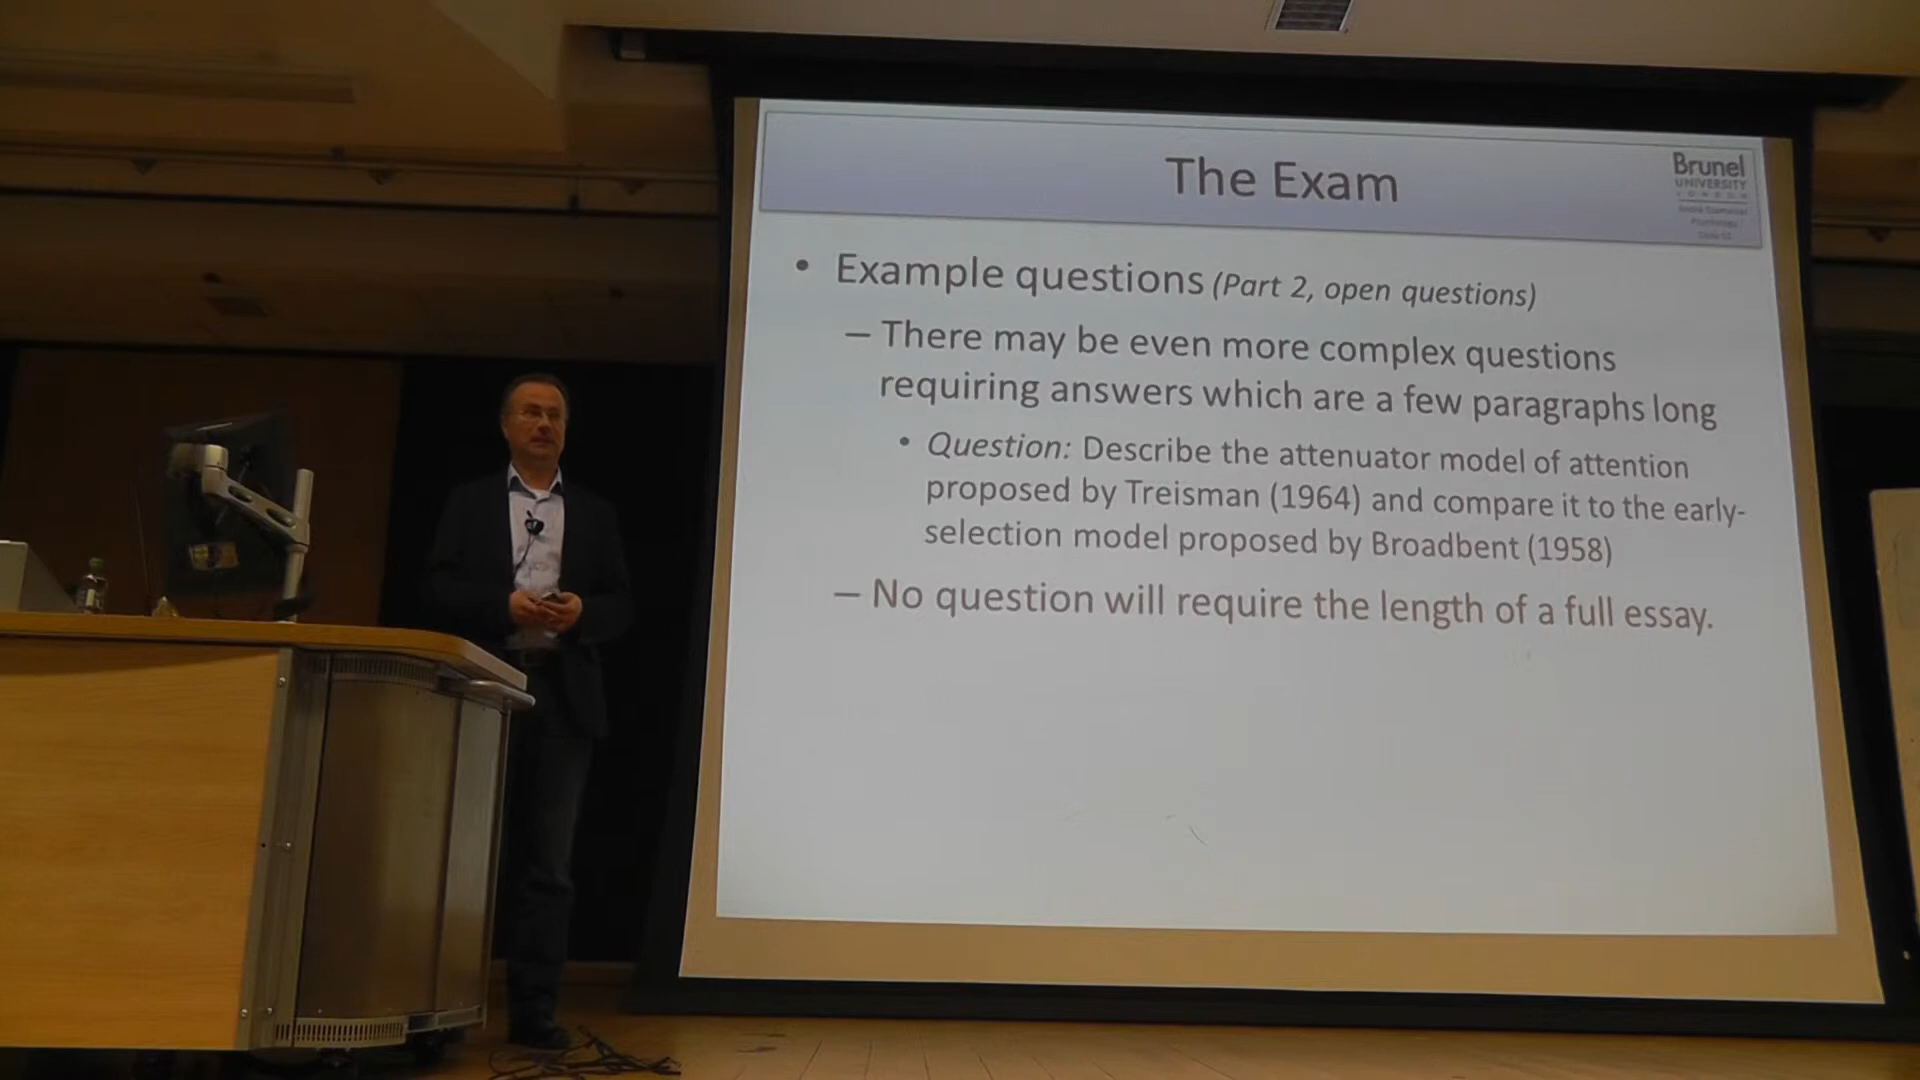 The Exam
Brunel
UNIVERSITY
LONDON
• Example questions (Part 2, open questions)
– There may be even more complex questions
requiring answers which are a few paragraphs long
• Question: Describe the attenuator model of attention
proposed by Treisman (1964) and compare it to the early-
selection model proposed by Broadbent (1958)
– No question will require the length of a full essay.